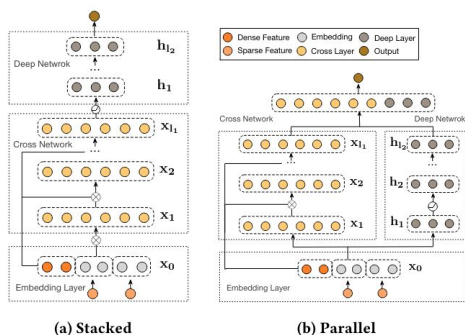 Deep Netwrok
h_{l_2}
...
h_1
x_{l_1}
Cross Network
...
x_2
x_1
x_0
Embedding Layer
(a) Stacked
Dense Feature
Embedding
Deep Layer
Sparse Feature
Cross Layer
Output
Cross Network
Deep Netwrok
x_{l_1}
...
x_2
x_1
h_{l_2}
...
h_2
h_1
x_0
Embedding Layer
(b) Parallel